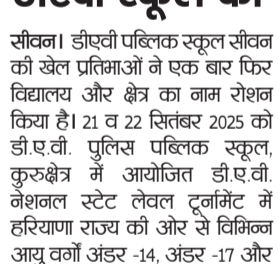 सीवन। डीएवी पब्लिक स्कूल सीवन
की खेल प्रतिभाओं ने एक बार फिर
विद्यालय और क्षेत्र का नाम रोशन
किया है। 21 व 22 सितंबर 2025 को
डी.ए.वी. पुलिस पब्लिक स्कूल,
कुरुक्षेत्र में आयोजित डी.ए.वी.
नेशनल स्टेट लेवल टूर्नामेंट में
हरियाणा राज्य की ओर से विभिन्न
आयु वर्गों अंडर -14, अंडर -17 और